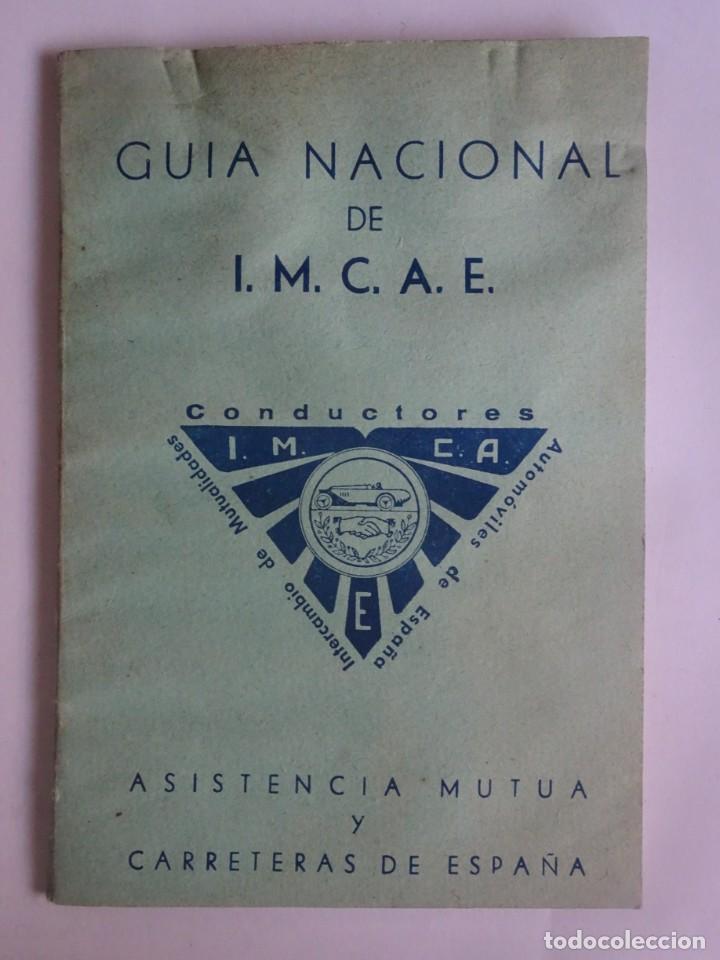 GUIA NACIONAL
DE
I. M. C. A. E.
Conductores
I. M. C. A.
E
Intercambio de Mutualidades
Automóviles de España
ASISTENCIA MUTUA
Y
CARRETERAS DE ESPAÑA
todocoleccion